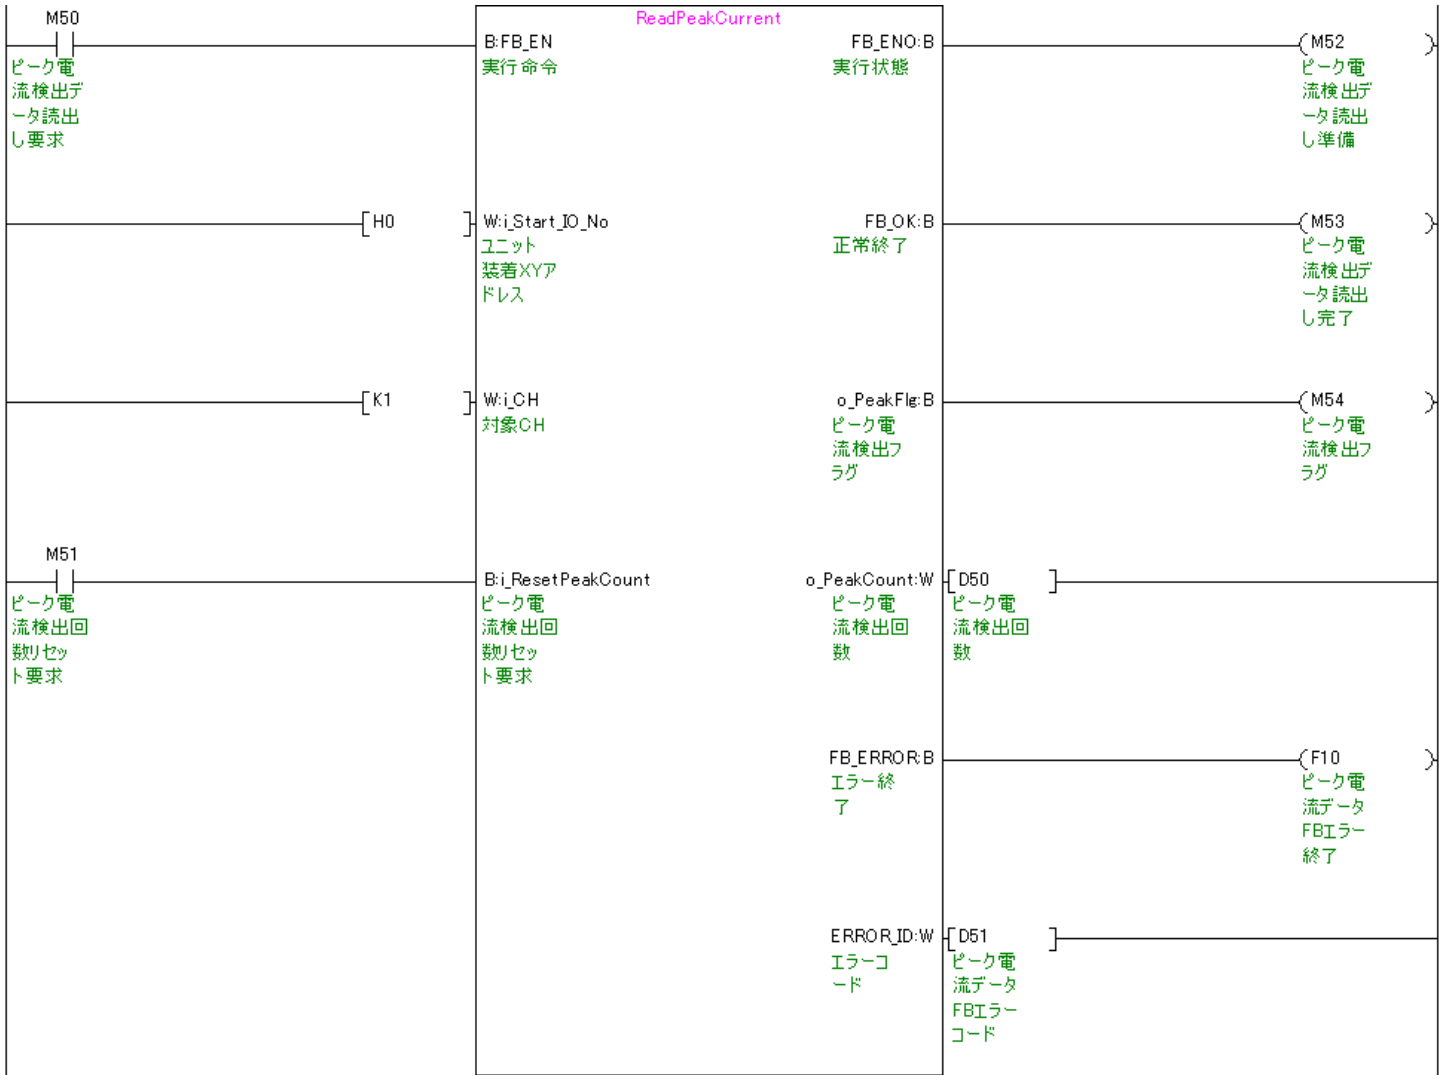 M50
ReadPeakCurrent
B:FB_EN
FB_ENO:B
M52
ピーク電
流検出デ
ータ読出
し要求
実行命令
実行状態
ピーク電
流検出デ
ータ読出
し準備
H0
W:i_Start_IO_No
FB_OK:B
M53
ユニット
装着XYア
ドレス
正常終了
ピーク電
流検出デ
ータ読出
し完了
K1
W:i_CH
o_PeakFlg:B
M54
対象CH
ピーク電
流検出フ
ラグ
ピーク電
流検出フ
ラグ
M51
B:i_ResetPeakCount
o_PeakCount:W
D50
ピーク電
流検出回
数リセッ
ト要求
ピーク電
流検出回
数リセッ
ト要求
ピーク電
流検出回
数
ピーク電
流検出回
数
FB_ERROR:B
F10
エラー終
了
ピーク電
流データ
FBエラー
終了
ERROR_ID:W
D51
エラーコ
ード
ピーク電
流データ
FBエラー
コード